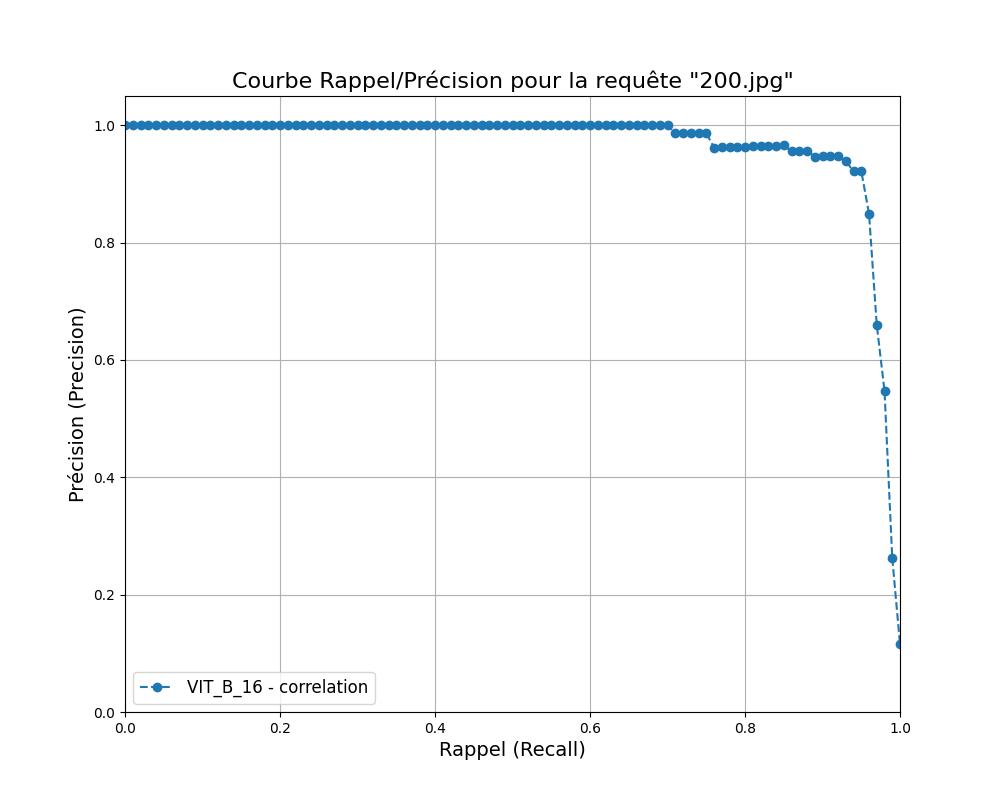 Courbe Rappel/Précision pour la requête "200.jpg"
1.0
0.8
0.6
0.4
0.2
0.0
Précision (Precision)
VIT_B_16 - correlation
0.0 0.2 0.4 0.6 0.8 1.0
Rappel (Recall)